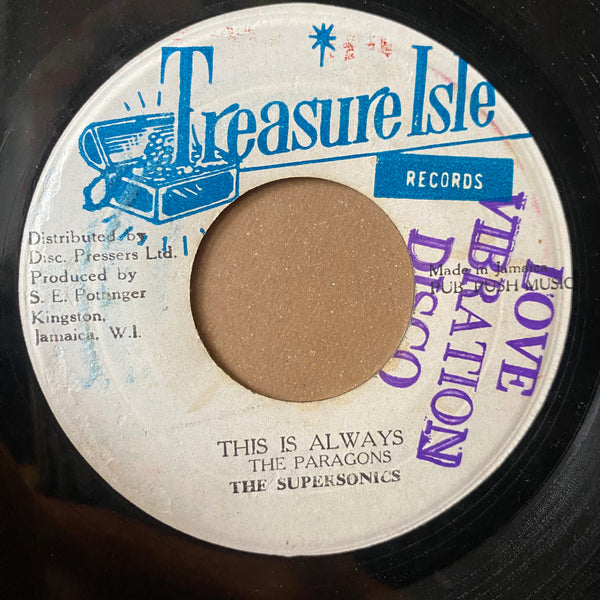 Treasure Isle
RECORDS
Distributed by
Disc. Pressers Ltd.
Produced by
S. E. Pottinger
Kingston,
Jamaica, W.I.
Made in Jamaica
PUB. PUSH MUSIC
LOVE
VIBRATION
DISCO
THIS IS ALWAYS
THE PARAGONS
THE SUPERSONICS